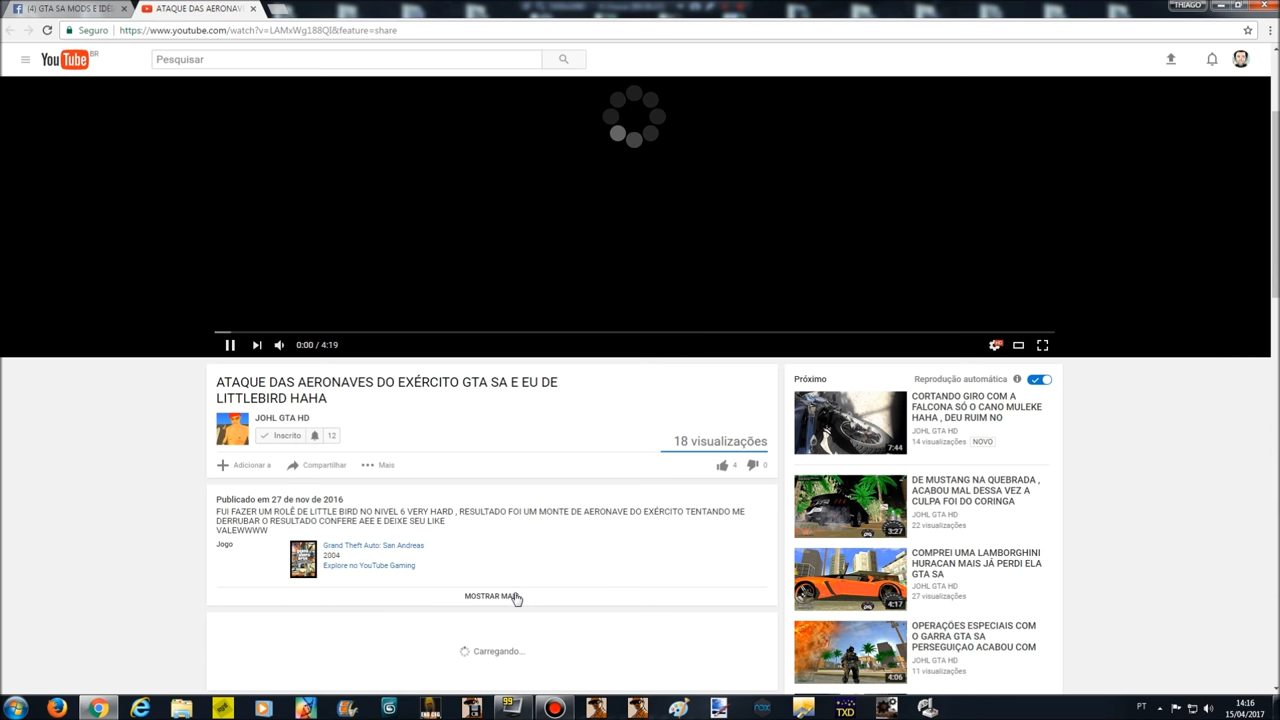 (4) GTA SA MODS E IDEI
ATAQUE DAS AERONAV
THIAGO
Seguro
https://www.youtube.com/watch?v=LAMxWg188QI&feature=share
YouTube BR
Pesquisar
0:00 / 4:19
HD
ATAQUE DAS AERONAVES DO EXÉRCITO GTA SA E EU DE
LITTLEBIRD HAHA
JOHL GTA HD
Inscrito 12
18 visualizações
Adicionar a Compartilhar Mais
4 0
Publicado em 27 de nov de 2016
FUI FAZER UM ROLÊ DE LITTLE BIRD NO NIVEL 6 VERY HARD , RESULTADO FOI UM MONTE DE AERONAVE DO EXÉRCITO TENTANDO ME
DERRUBAR O RESULTADO CONFERE AEE E DEIXE SEU LIKE
VALEWWWW
Jogo
Grand Theft Auto: San Andreas
2004
Explore no YouTube Gaming
MOSTRAR MAIS
Carregando...
Próximo
Reprodução automática
CORTANDO GIRO COM A
FALCONA SÓ O CANO MULEKE
HAHA , DEU RUIM NO
JOHL GTA HD
14 visualizações NOVO
7:44
DE MUSTANG NA QUEBRADA ,
ACABOU MAL DESSA VEZ A
CULPA FOI DO CORINGA
JOHL GTA HD
22 visualizações
3:27
COMPREI UMA LAMBORGHINI
HURACAN MAIS JÁ PERDI ELA
GTA SA
JOHL GTA HD
27 visualizações
4:17
OPERAÇÕES ESPECIAIS COM
O GARRA GTA SA
PERSEGUIÇAO ACABOU COM
JOHL GTA HD
11 visualizações
4:06
99
TXD
PT
14:16
15/04/2017